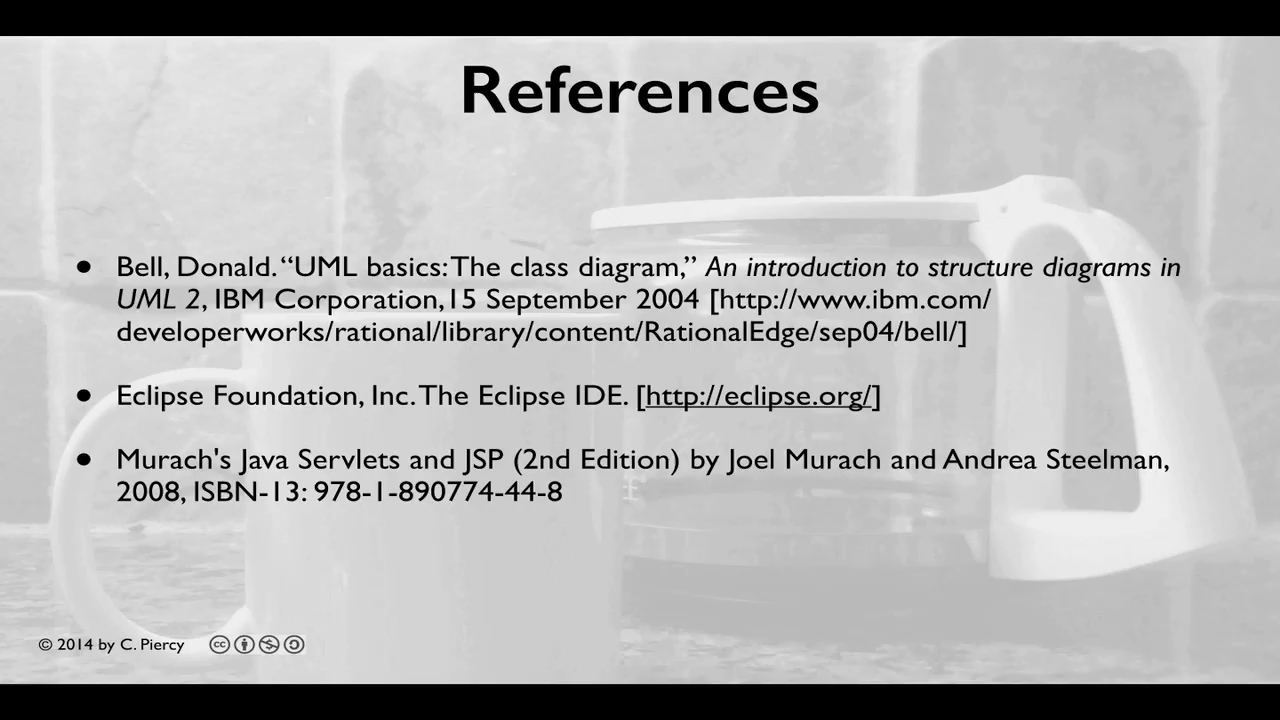 References
• Bell, Donald. “UML basics: The class diagram,” An introduction to structure diagrams in
UML 2, IBM Corporation, 15 September 2004 [http://www.ibm.com/
developerworks/rational/library/content/RationalEdge/sep04/bell/]
• Eclipse Foundation, Inc. The Eclipse IDE. [http://eclipse.org/]
• Murach's Java Servlets and JSP (2nd Edition) by Joel Murach and Andrea Steelman,
2008, ISBN-13: 978-1-890774-44-8
© 2014 by C. Piercy cc